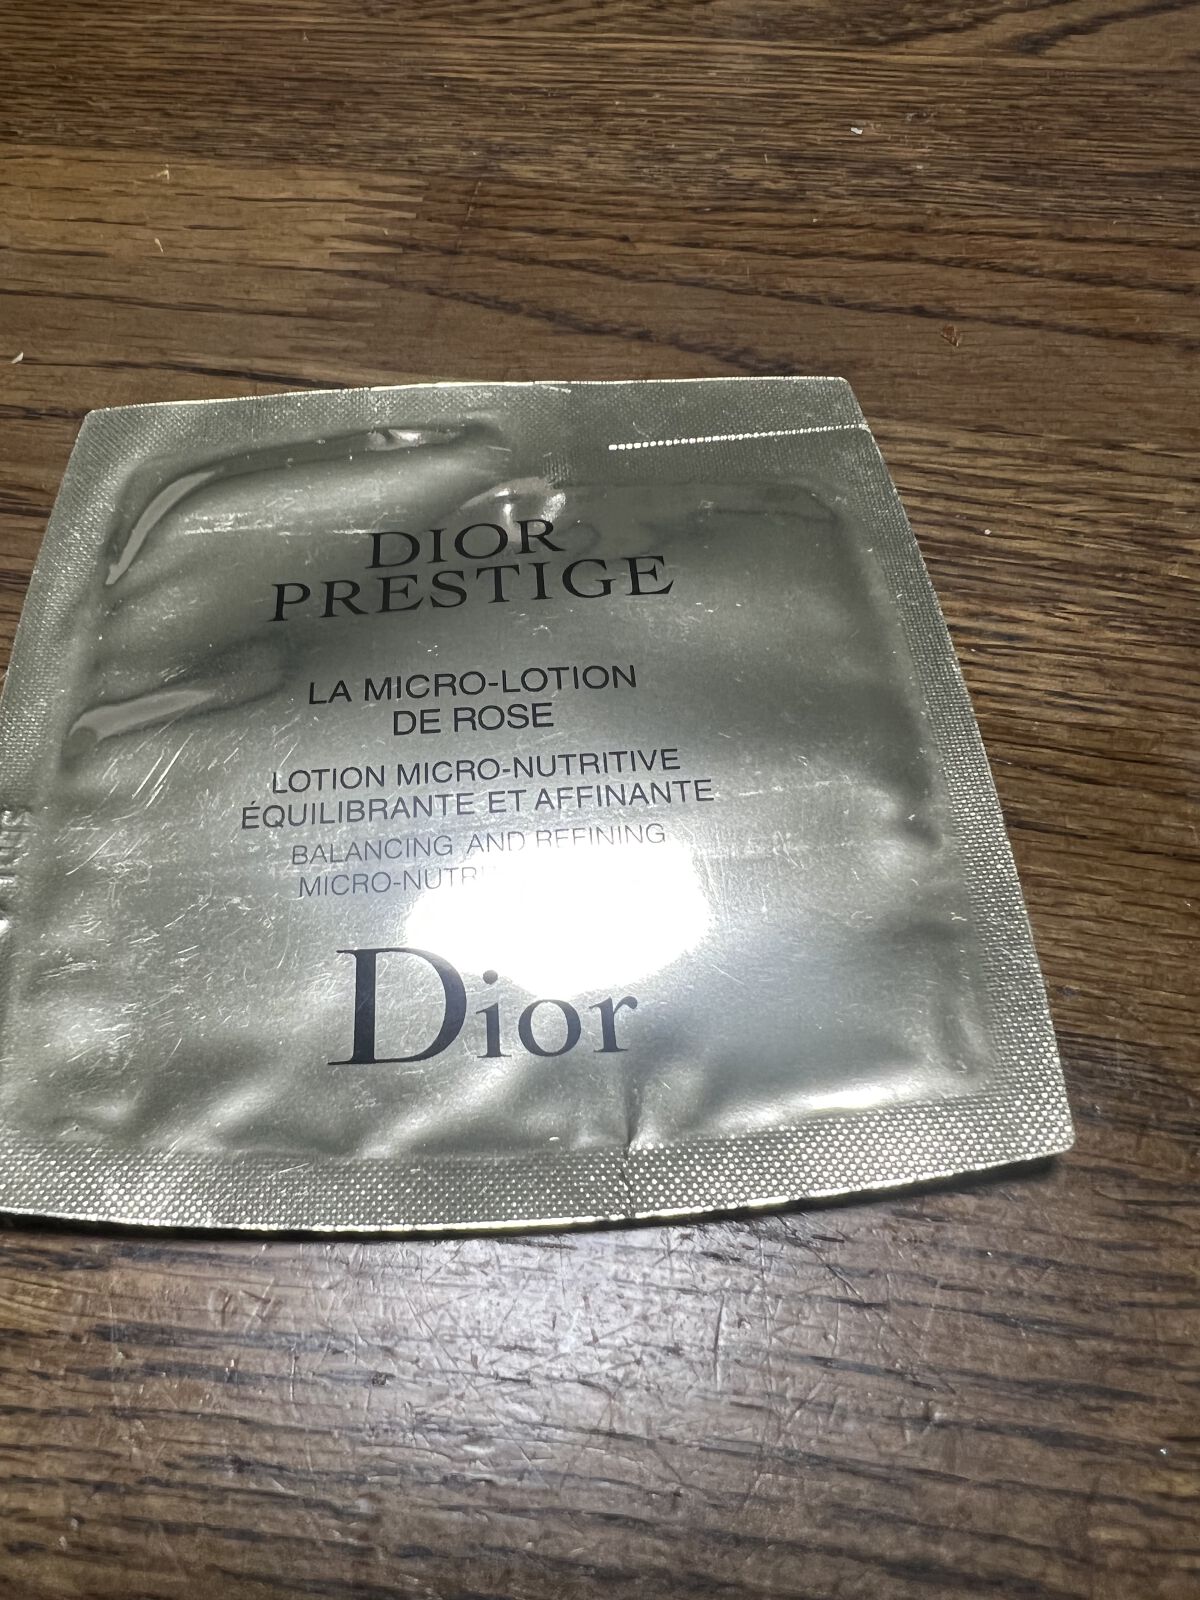 DIOR
PRESTIGE
LA MICRO-LOTION
DE ROSE
LOTION MICRO-NUTRITIVE
ÉQUILIBRANTE ET AFFINANTE
BALANCING AND REFINING
Dior